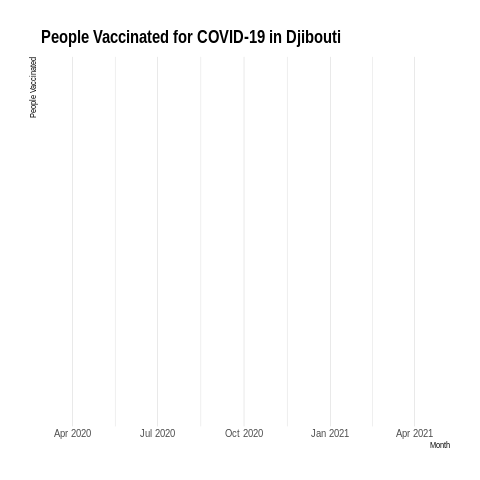 People Vaccinated for COVID-19 in Djibouti
People Vaccinated
Apr 2020 Jul 2020 Oct 2020 Jan 2021 Apr 2021
Month